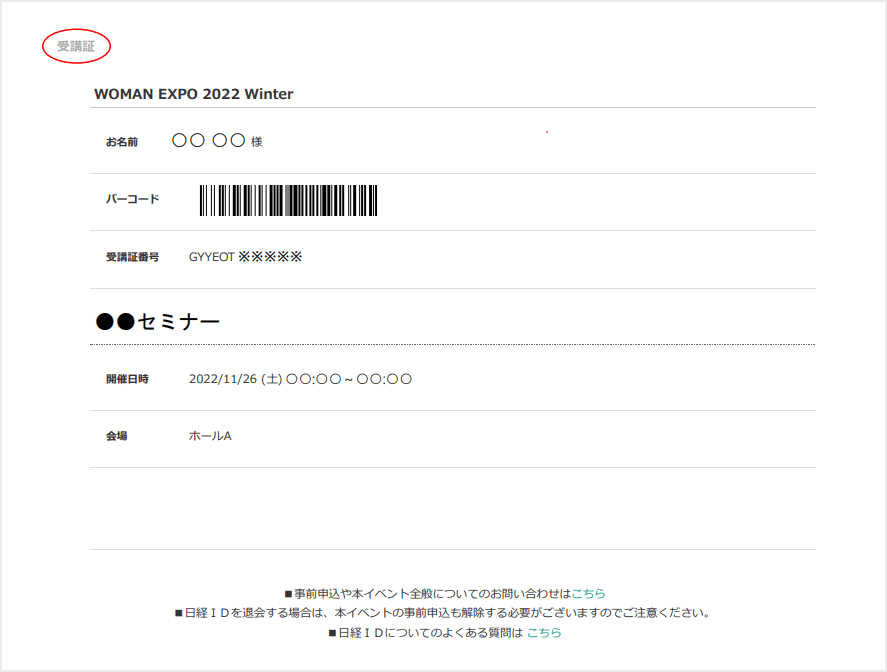 受講証
WOMAN EXPO 2022 Winter
お名前 〇〇 〇〇 様
バーコード
受講証番号 GYYEOT ※※※※※
●●セミナー
開催日時 2022/11/26 (土) 〇〇:〇〇 ~ 〇〇:〇〇
会場 ホールA
■事前申込や本イベント全般についてのお問い合わせはこちら
■日経ＩＤを退会する場合は、本イベントの事前申込も解除する必要がございますのでご注意ください。
■日経ＩＤについてのよくある質問は こちら